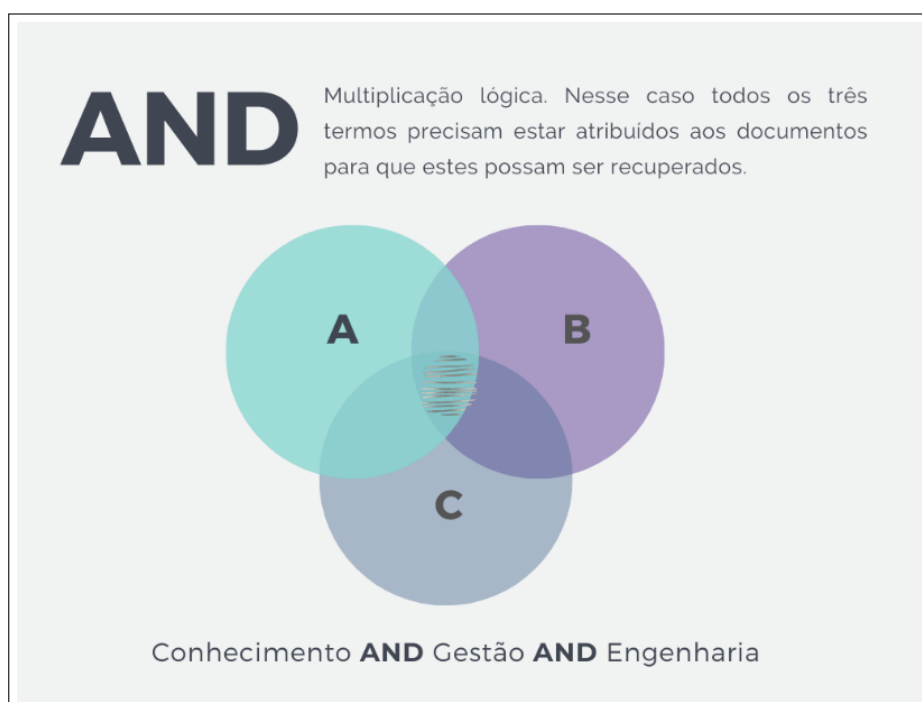 AND
Multiplicação lógica. Nesse caso todos os três
termos precisam estar atribuídos aos documentos
para que estes possam ser recuperados.
A
B
C
Conhecimento AND Gestão AND Engenharia